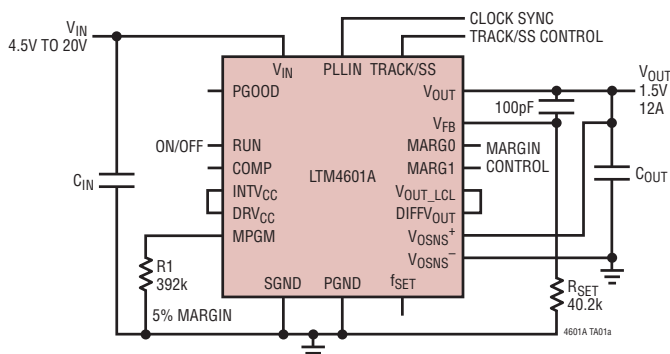 CLOCK SYNC
TRACK/SS CONTROL
VIN
4.5V TO 20V
VIN
PLLIN
TRACK/SS
PGOOD
VOUT
VOUT
1.5V
12A
100pF
VFB
ON/OFF
RUN
MARG0
MARGIN
CONTROL
COMP
LTM4601A
MARG1
CIN
INTVCC
VOUT_LCL
COUT
DRVCC
DIFFVOUT
MPGM
VOSNS+
VOSNS–
R1
392k
SGND
PGND
fSET
RSET
40.2k
5% MARGIN
4601A TA01a